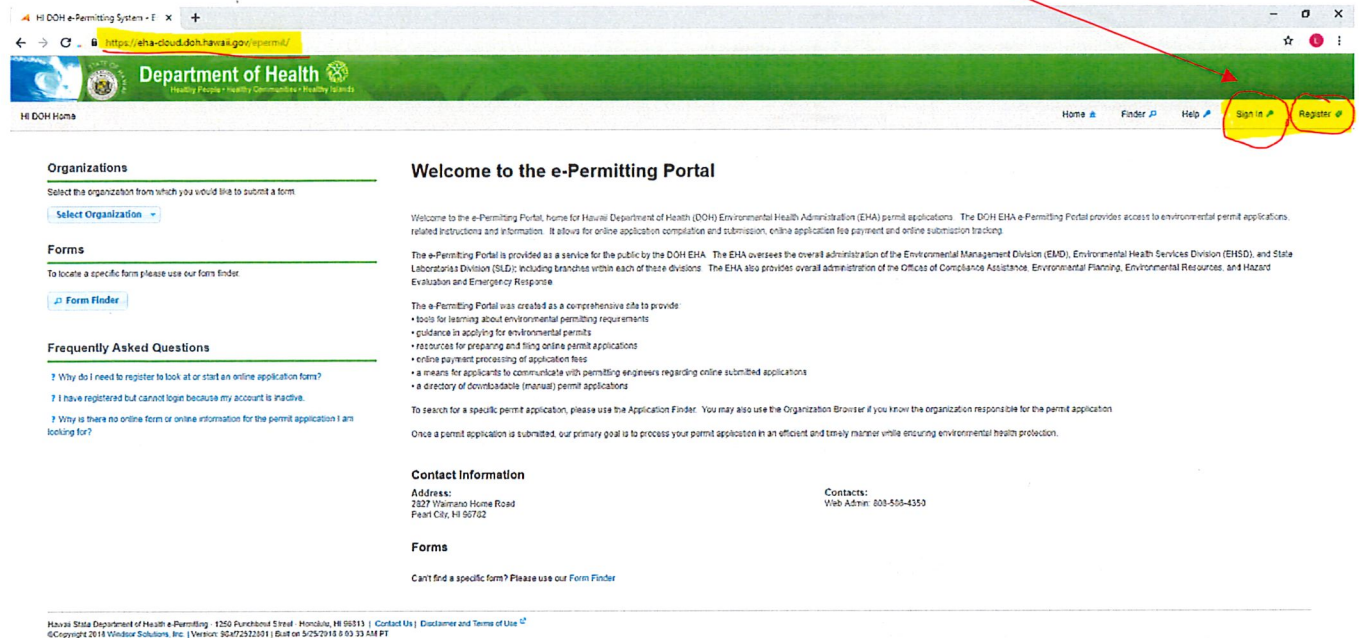 HI DOH e-Permitting System - E
https://eha-cloud.doh.hawaii.gov/epermit/
STATE OF
Department of Health
Healthy People • Healthy Communities • Healthy Islands
HI DOH Home
Home
Finder
Help
Sign In
Register
Organizations
Select the organization from which you would like to submit a form.
Select Organization
Forms
To locate a specific form please use our form finder.
Form Finder
Frequently Asked Questions
? Why do I need to register to look at or start an online application form?
? I have registered but cannot login because my account is inactive.
? Why is there no online form or online information for the permit application I am
looking for?
Welcome to the e-Permitting Portal
Welcome to the e-Permitting Portal, home for Hawaii Department of Health (DOH) Environmental Health Administration (EHA) permit applications. The DOH EHA e-Permitting Portal provides access to environmental permit applications,
related instructions and information. It allows for online application compilation and submission, online application fee payment and online submission tracking.
The e-Permitting Portal is provided as a service for the public by the DOH EHA. The EHA oversees the overall administration of the Environmental Management Division (EMD), Environmental Health Services Division (EHSD), and State
Laboratories Division (SLD); including branches within each of these divisions. The EHA also provides overall administration of the Offices of Compliance Assistance, Environmental Planning, Environmental Resources, and Hazard
Evaluation and Emergency Response.
The e-Permitting Portal was created as a comprehensive site to provide:
• tools for learning about environmental permitting requirements
• guidance in applying for environmental permits
• resources for preparing and filing online permit applications
• online payment processing of application fees
• a means for applicants to communicate with permitting engineers regarding online submitted applications
• a directory of downloadable (manual) permit applications
To search for a specific permit application, please use the Application Finder. You may also use the Organization Browser if you know the organization responsible for the permit application.
Once a permit application is submitted, our primary goal is to process your permit application in an efficient and timely manner while ensuring environmental health protection.
Contact Information
Address:
2827 Waimano Home Road
Pearl City, HI 96782
Contacts:
Web Admin: 808-586-4350
Forms
Can't find a specific form? Please use our Form Finder
Hawaii State Department of Health e-Permitting - 1250 Punchbowl Street - Honolulu, HI 96813 | Contact Us | Disclaimer and Terms of Use
©Copyright 2018 Windsor Solutions, Inc. | Version: | Built on 5/25/2018 8:03:33 AM PT